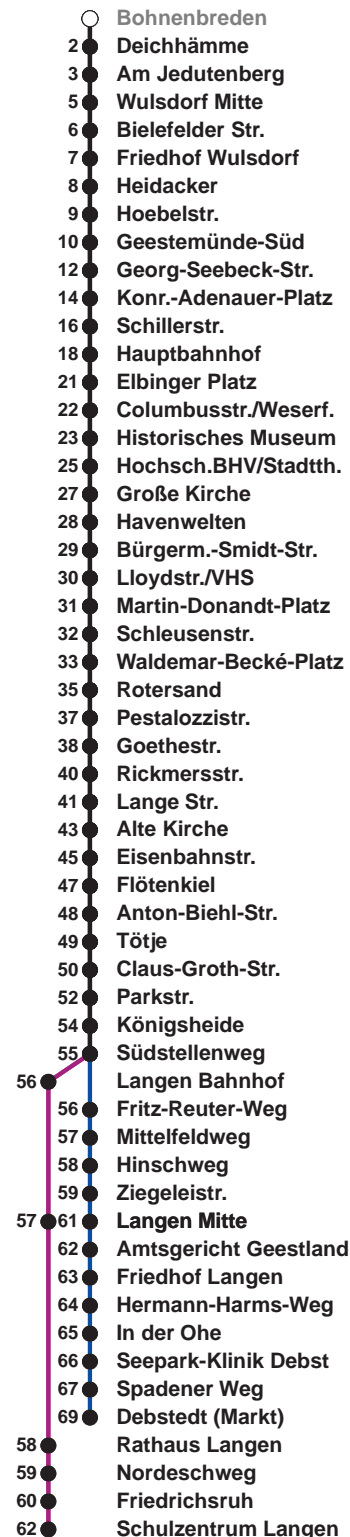 Bohnenbreden
2 Deichhämme
3 Am Jedutenberg
5 Wulsdorf Mitte
6 Bielefelder Str.
7 Friedhof Wulsdorf
8 Heidacker
9 Hoebelstr.
10 Geestemünde-Süd
12 Georg-Seebeck-Str.
14 Konr.-Adenauer-Platz
16 Schillerstr.
18 Hauptbahnhof
21 Elbinger Platz
22 Columbusstr./Weserf.
23 Historisches Museum
25 Hochsch.BHV/Stadtth.
27 Große Kirche
28 Havenwelten
29 Bürgerm.-Smidt-Str.
30 Lloydstr./VHS
31 Martin-Donandt-Platz
32 Schleusenstr.
33 Waldemar-Becké-Platz
35 Rotersand
37 Pestalozzistr.
38 Goethestr.
40 Rickmersstr.
41 Lange Str.
43 Alte Kirche
45 Eisenbahnstr.
47 Flötenkiel
48 Anton-Biehl-Str.
49 Tötje
50 Claus-Groth-Str.
52 Parkstr.
54 Königsheide
55 Südstellenweg
56 Langen Bahnhof
56 Fritz-Reuter-Weg
57 Mittelfeldweg
58 Hinschweg
59 Ziegeleistr.
57 61 Langen Mitte
62 Amtsgericht Geestland
63 Friedhof Langen
64 Hermann-Harms-Weg
65 In der Ohe
66 Seepark-Klinik Debst
67 Spadener Weg
69 Debstedt (Markt)
58 Rathaus Langen
59 Nordeschweg
60 Friedrichsruh
62 Schulzentrum Langen